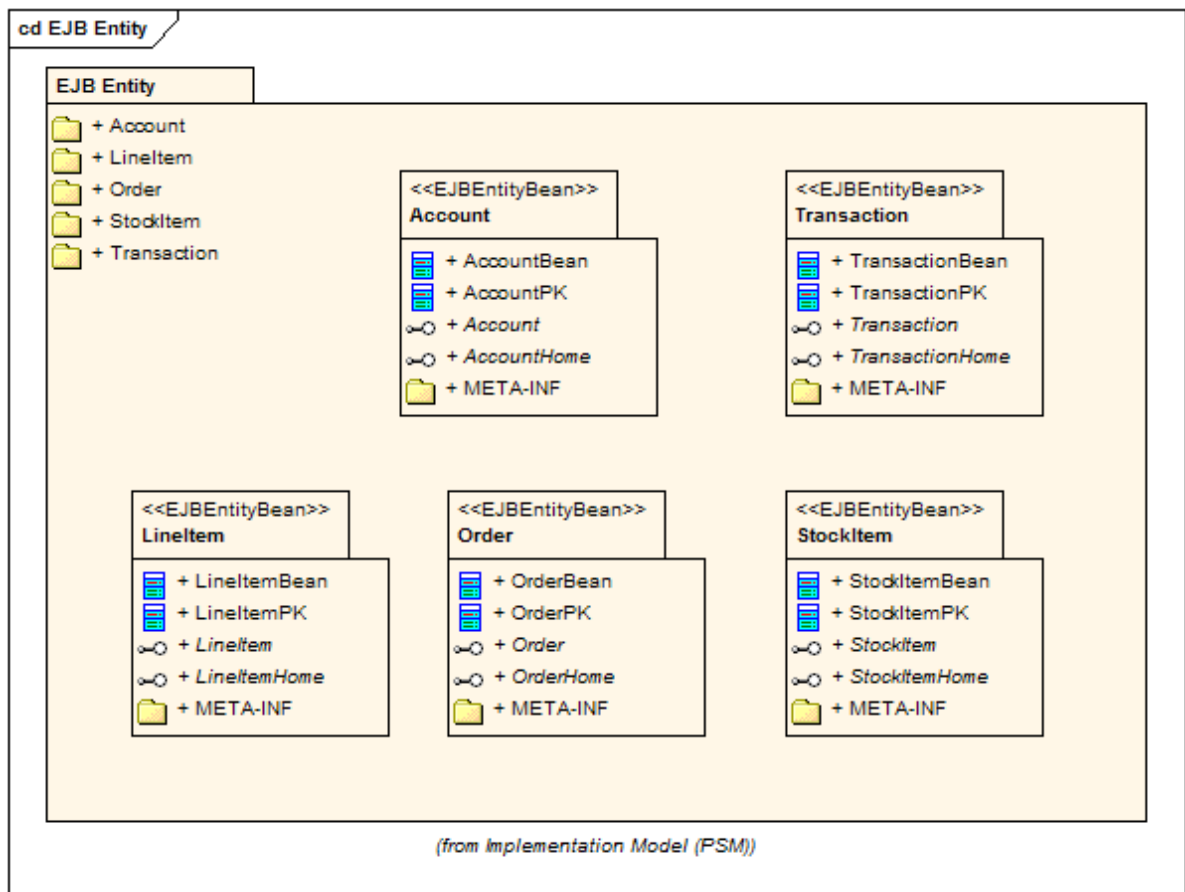 cd EJB Entity
EJB Entity
+ Account
+ LineItem
+ Order
+ StockItem
+ Transaction
<<EJBEntityBean>>
Account
+ AccountBean
+ AccountPK
+ Account
+ AccountHome
+ META-INF
<<EJBEntityBean>>
Transaction
+ TransactionBean
+ TransactionPK
+ Transaction
+ TransactionHome
+ META-INF
<<EJBEntityBean>>
LineItem
+ LineItemBean
+ LineItemPK
+ LineItem
+ LineItemHome
+ META-INF
<<EJBEntityBean>>
Order
+ OrderBean
+ OrderPK
+ Order
+ OrderHome
+ META-INF
<<EJBEntityBean>>
StockItem
+ StockItemBean
+ StockItemPK
+ StockItem
+ StockItemHome
+ META-INF
(from Implementation Model (PSM))